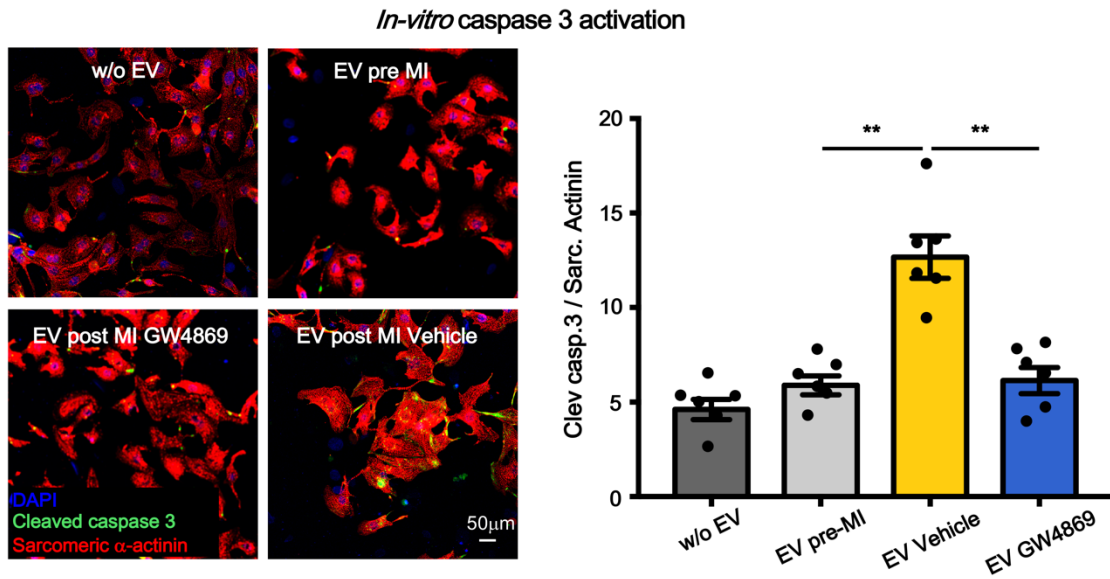 In-vitro caspase 3 activation
w/o EV
EV pre MI
EV post MI GW4869
EV post MI Vehicle
DAPI
Cleaved caspase 3
Sarcomeric α-actinin
50μm
Clev casp.3 / Sarc. Actinin
20
15
10
5
0
**
**
w/o EV
EV pre-MI
EV Vehicle
EV GW4869